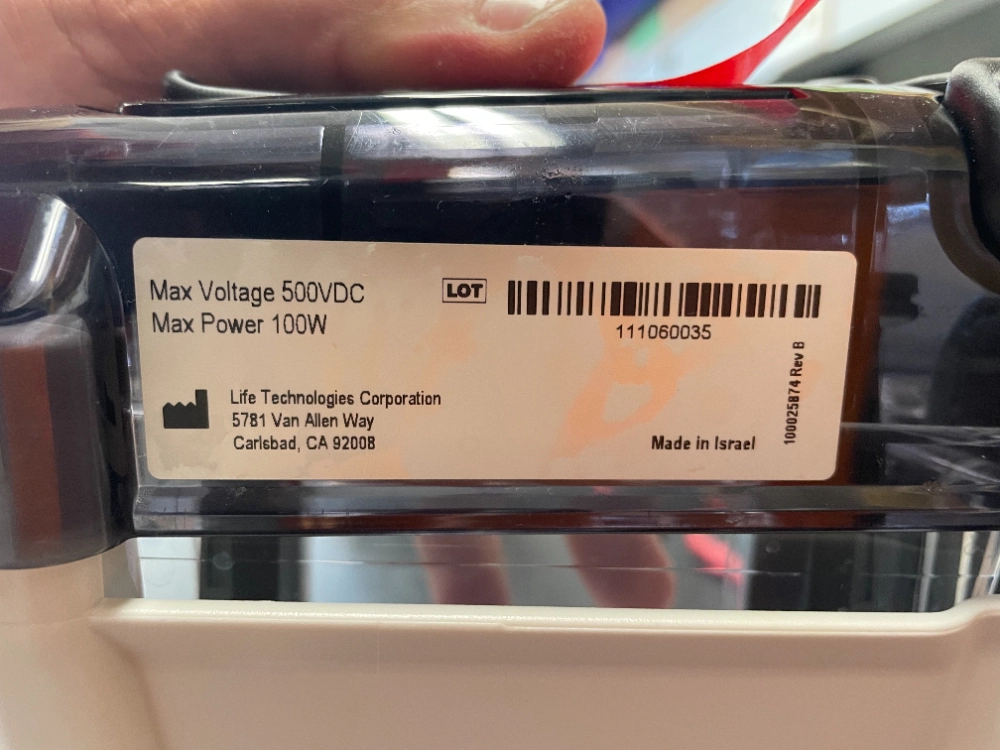 Max Voltage 500VDC
Max Power 100W
LOT
111060035
Life Technologies Corporation
5781 Van Allen Way
Carlsbad, CA 92008
Made in Israel
100025874 Rev B